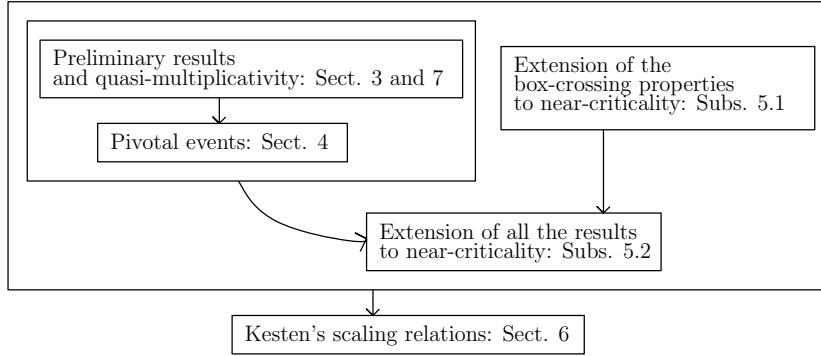 Preliminary results
and quasi-multiplicativity: Sect. 3 and 7
Pivotal events: Sect. 4
Extension of the
box-crossing properties
to near-criticality: Subs. 5.1
Extension of all the results
to near-criticality: Subs. 5.2
Kesten's scaling relations: Sect. 6